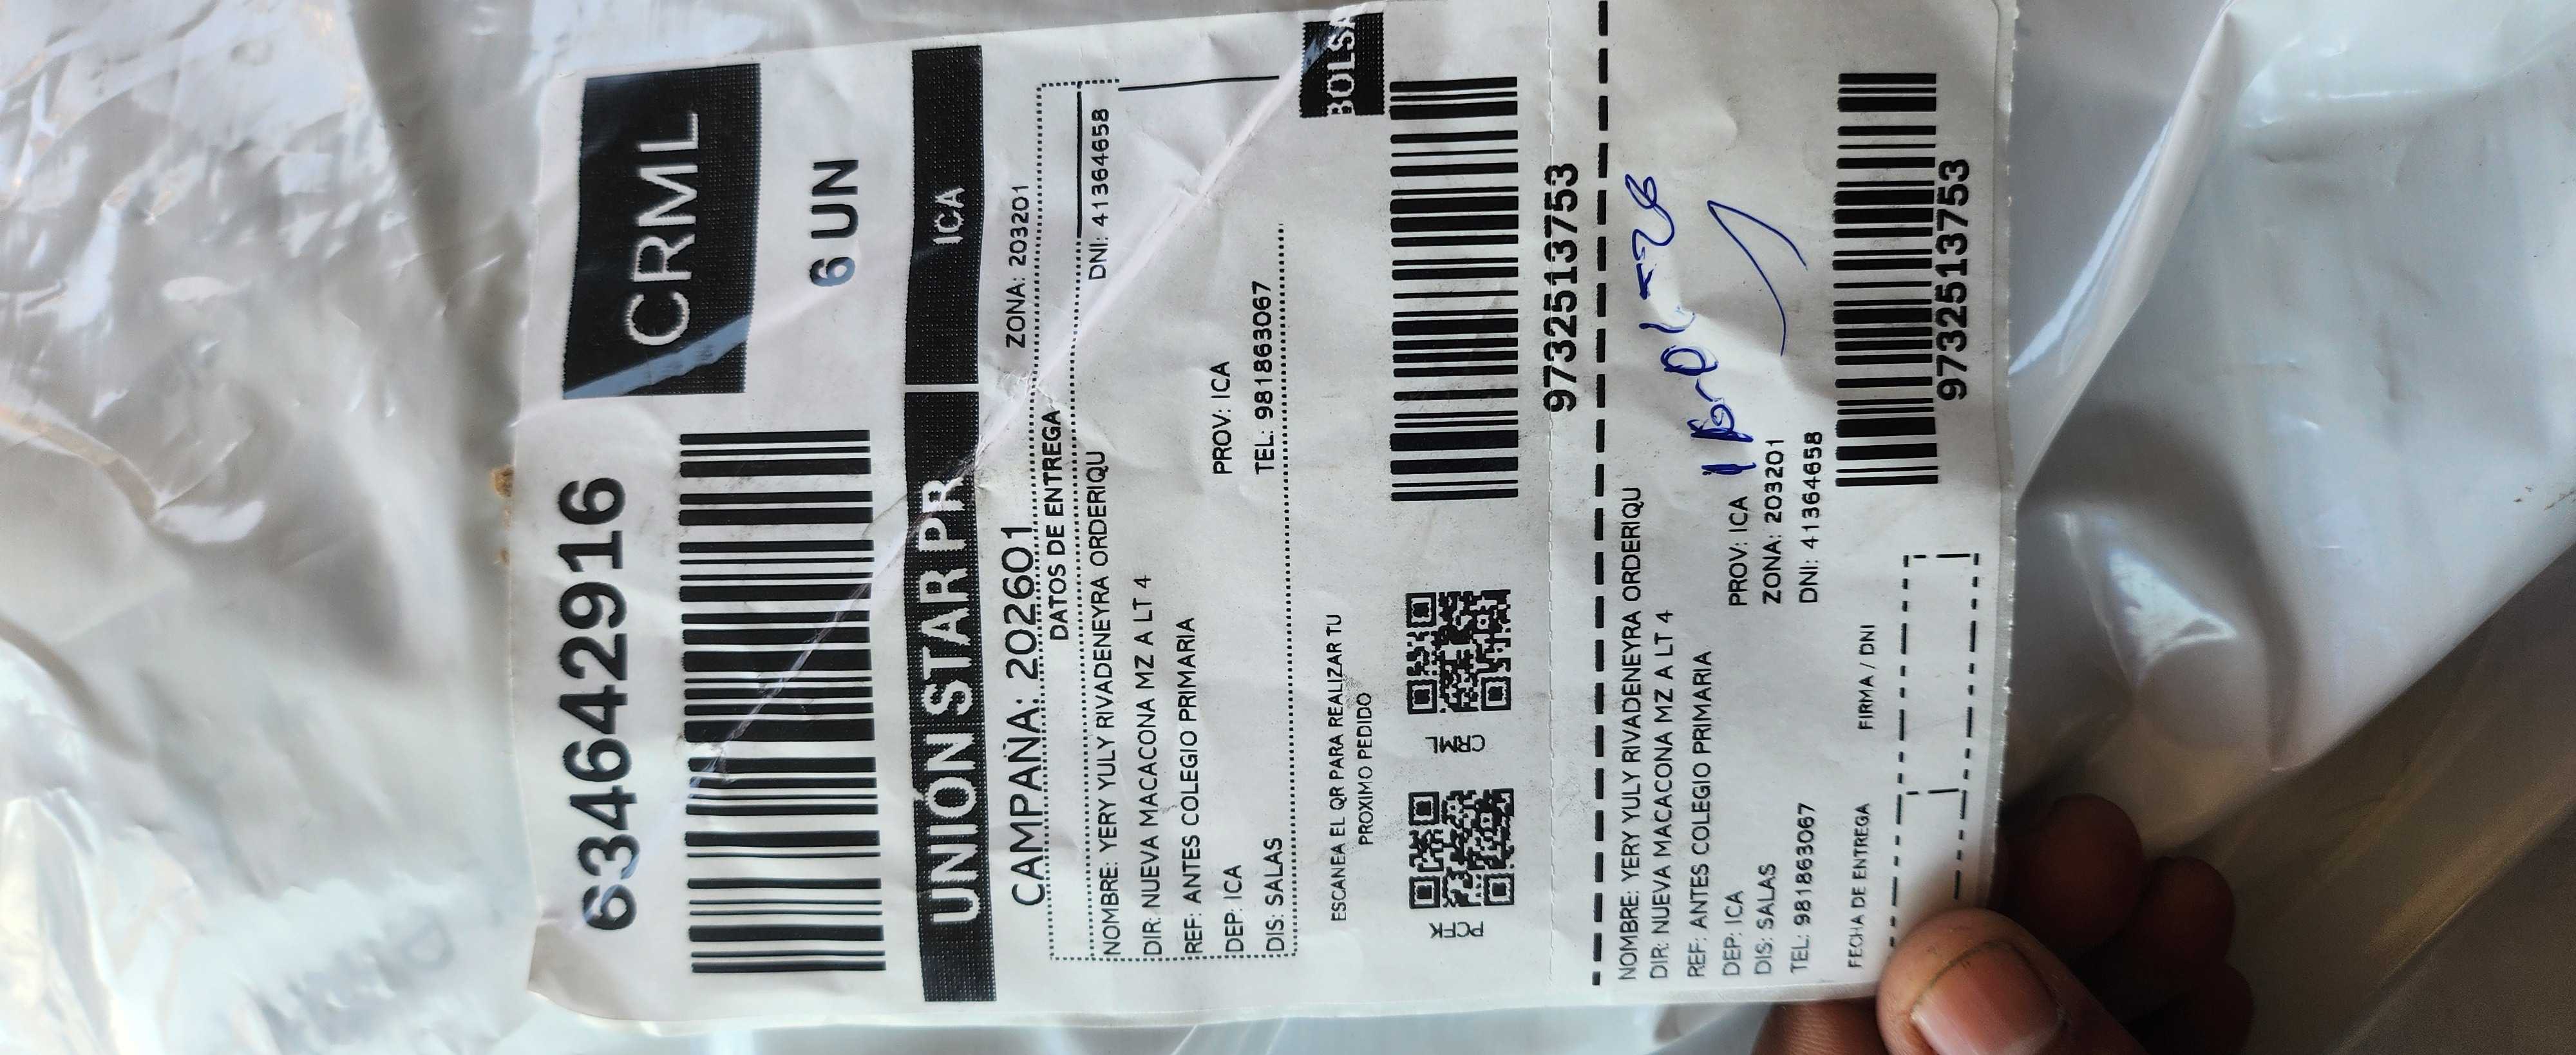 6346642916
CRML
6 UN
UNIÓN STAR PR
ICA
CAMPAÑA: 202601
ZONA: 203201
DATOS DE ENTREGA
NOMBRE: YERY YULY RIVADENEYRA ORDERIQU
DNI: 41364658
DIR: NUEVA MACACONA MZ A LT 4
REF: ANTES COLEGIO PRIMARIA
DEP: ICA
PROV: ICA
DIS: SALAS
TEL: 981863067
BOLSA
ESCANEA EL QR PARA REALIZAR TU
PROXIMO PEDIDO
PCFK
CRML
97325137​53
NOMBRE: YERY YULY RIVADENEYRA ORDERIQU
DIR: NUEVA MACACONA MZ A LT 4
REF: ANTES COLEGIO PRIMARIA
DEP: ICA
PROV: ICA
DIS: SALAS
ZONA: 203201
TEL: 981863067
DNI: 41364658
FECHA DE ENTREGA
FIRMA / DNI
9732513753